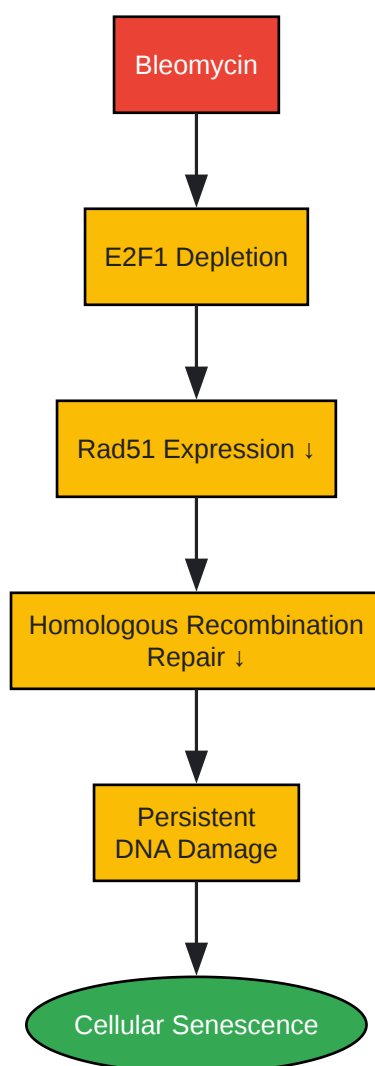 Bleomycin
E2F1 Depletion
Rad51 Expression ↓
Homologous Recombination
Repair ↓
Persistent
DNA Damage
Cellular Senescence